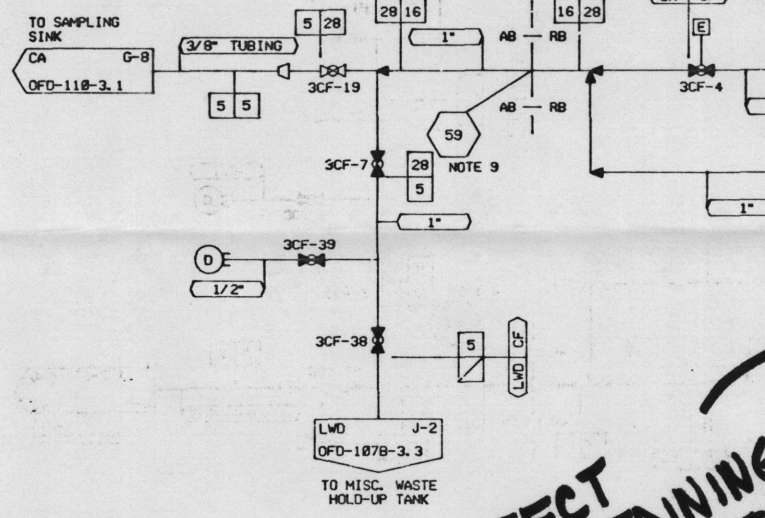 TO SAMPLING
SINK
CA G-8
OFD-110-3.1
3/8" TUBING
5 28
5 5
3CF-19
28 16
1"
AB RB
AB RB
16 28
E
3CF-4
59
NOTE 9
3CF-7
28
5
1"
1"
D
3CF-39
1/2"
3CF-38
5
LWD CF
LWD J-2
OFD-107B-3.3
TO MISC. WASTE
HOLD-UP TANK